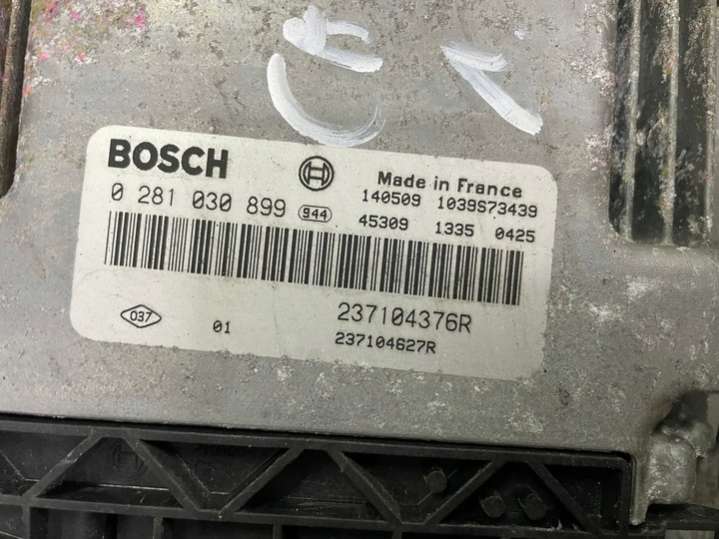 BOSCH
Made in France
0 281 030 899 944
140509 1039S73439
45309 1335 0425
037
01
237104376R
237104627R